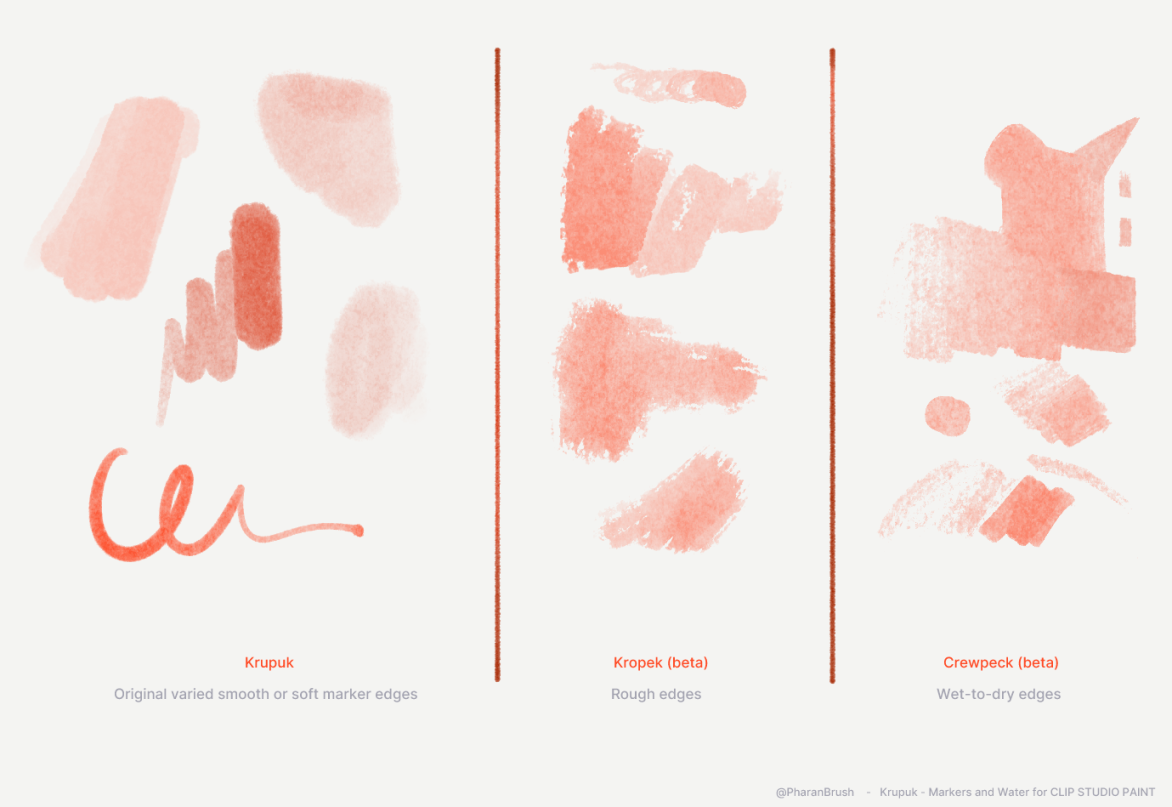 Krupuk
Original varied smooth or soft marker edges
Kropek (beta)
Rough edges
Crewpeck (beta)
Wet-to-dry edges
@PharanBrush - Krupuk - Markers and Water for CLIP STUDIO PAINT